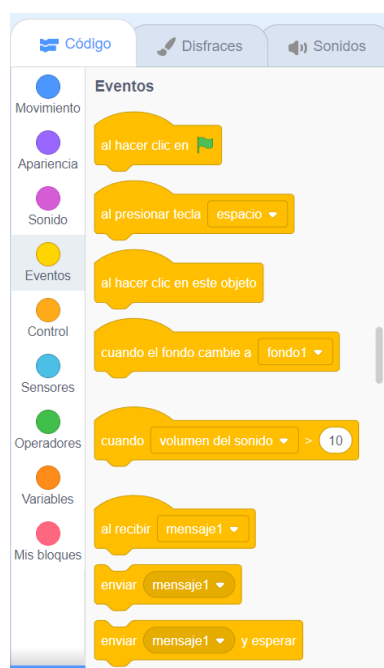 Código
Disfraces
Sonidos
Movimiento
Apariencia
Sonido
Eventos
Control
Sensores
Operadores
Variables
Mis bloques
Eventos
al hacer clic en
al presionar tecla espacio
al hacer clic en este objeto
cuando el fondo cambie a fondo1
cuando volumen del sonido > 10
al recibir mensaje1
enviar mensaje1
enviar mensaje1 y esperar